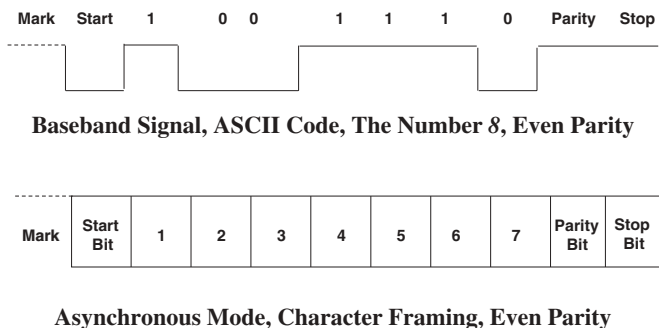 Mark Start 1 0 0 1 1 1 0 Parity Stop
Baseband Signal, ASCII Code, The Number 8, Even Parity
Mark Start Bit 1 2 3 4 5 6 7 Parity Bit Stop Bit
Asynchronous Mode, Character Framing, Even Parity